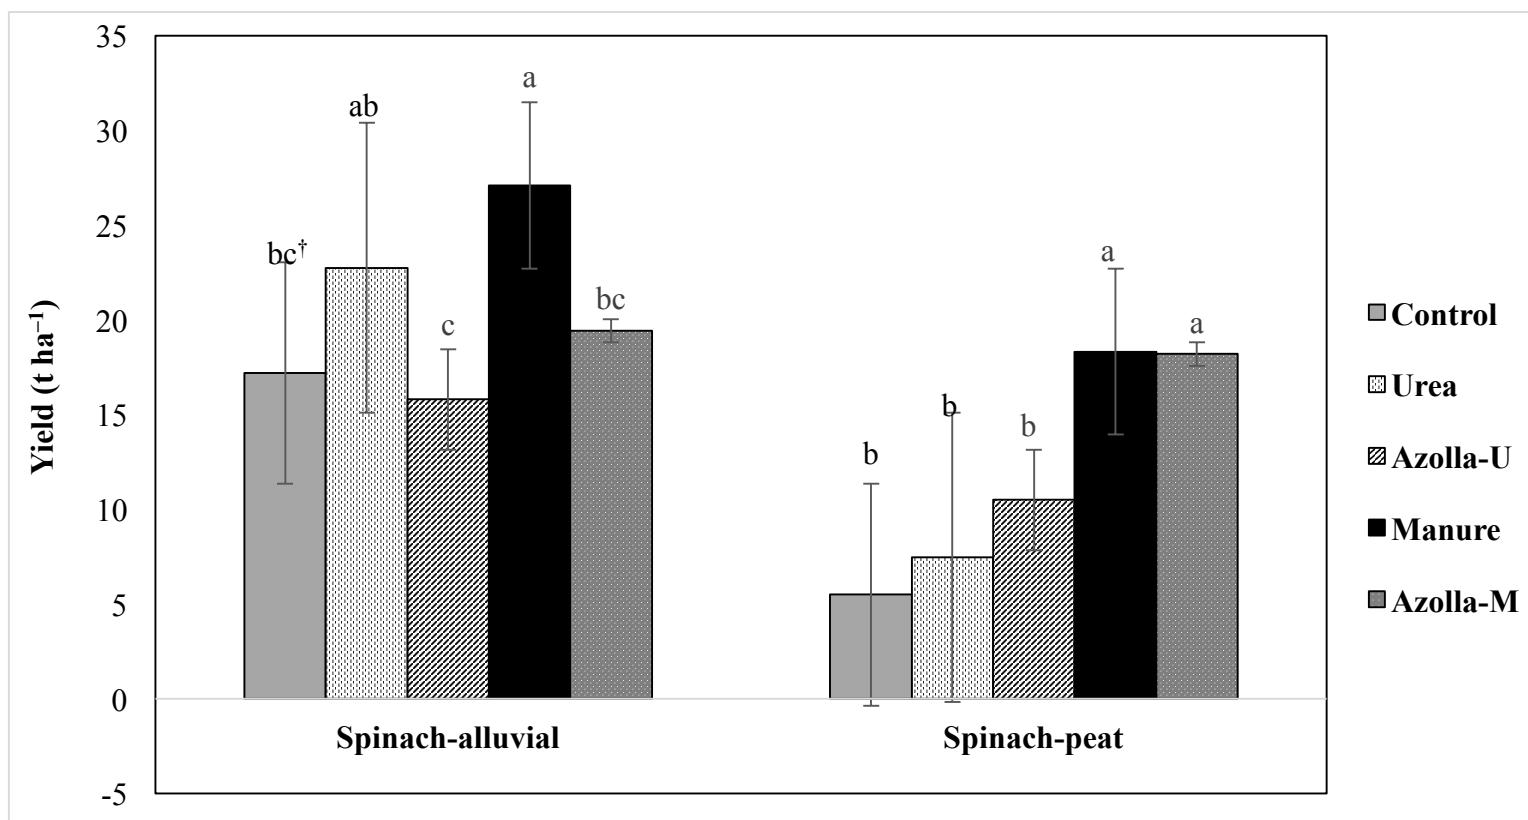 Yield (t ha⁻¹)
35
30
25
20
15
10
5
0
-5
bc†
ab
c
a
bc
b
b
b
a
a
Spinach-alluvial
Spinach-peat
Control
Urea
Azolla-U
Manure
Azolla-M